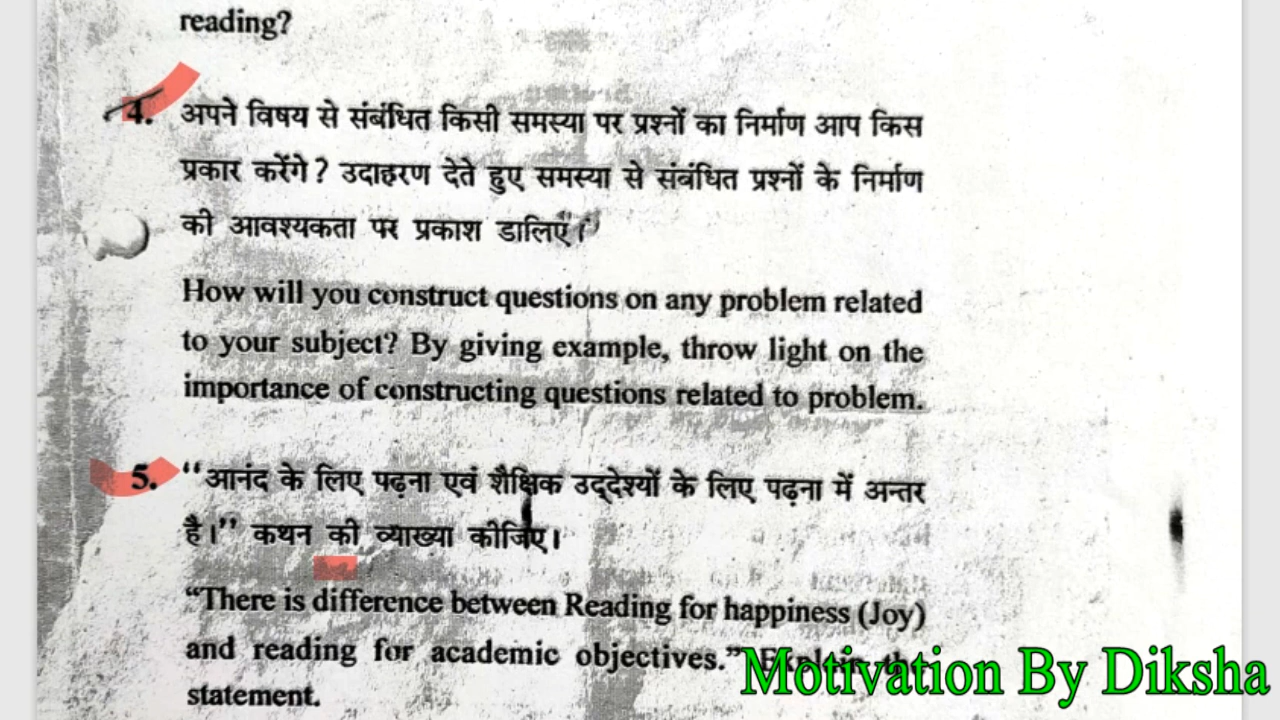 reading?
4. अपने विषय से संबंधित किसी समस्या पर प्रश्नों का निर्माण आप किस
प्रकार करेंगे? उदाहरण देते हुए समस्या से संबंधित प्रश्नों के निर्माण
की आवश्यकता पर प्रकाश डालिए।
How will you construct questions on any problem related
to your subject? By giving example, throw light on the
importance of constructing questions related to problem.
5. “आनंद के लिए पढ़ना एवं शैक्षिक उद्देश्यों के लिए पढ़ना में अन्तर
है।” कथन की व्याख्या कीजिए।
“There is difference between Reading for happiness (Joy)
and reading for academic objectives.” Explain the
statement.
Motivation By Diksha